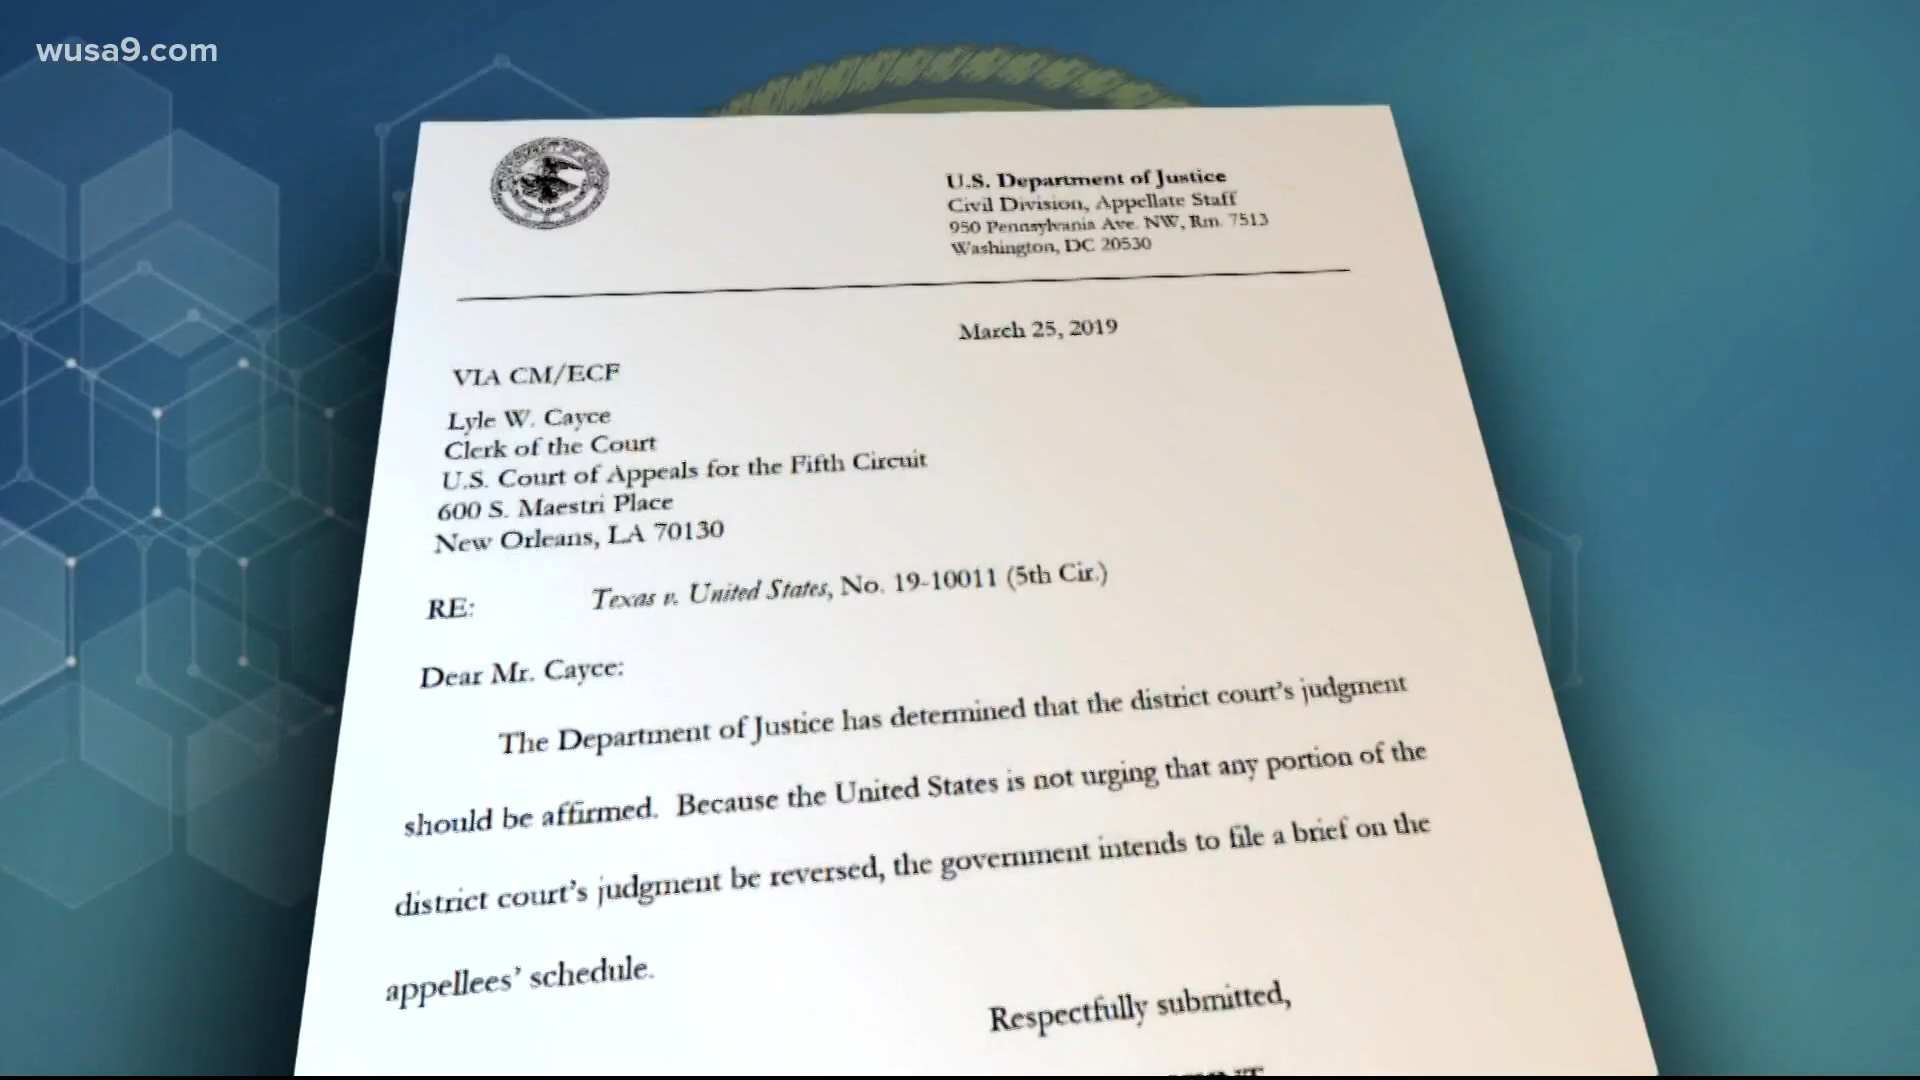 wusa9.com
U.S. Department of Justice
Civil Division, Appellate Staff
950 Pennsylvania Ave. NW, Rm. 7513
Washington, DC 20530
March 25, 2019
VIA CM/ECF
Lyle W. Cayce
Clerk of the Court
U.S. Court of Appeals for the Fifth Circuit
600 S. Maestri Place
New Orleans, LA 70130
RE: Texas v. United States, No. 19-10011 (5th Cir.)
Dear Mr. Cayce:
The Department of Justice has determined that the district court's judgment
should be affirmed. Because the United States is not urging that any portion of the
district court's judgment be reversed, the government intends to file a brief on the
appellees' schedule.
Respectfully submitted,